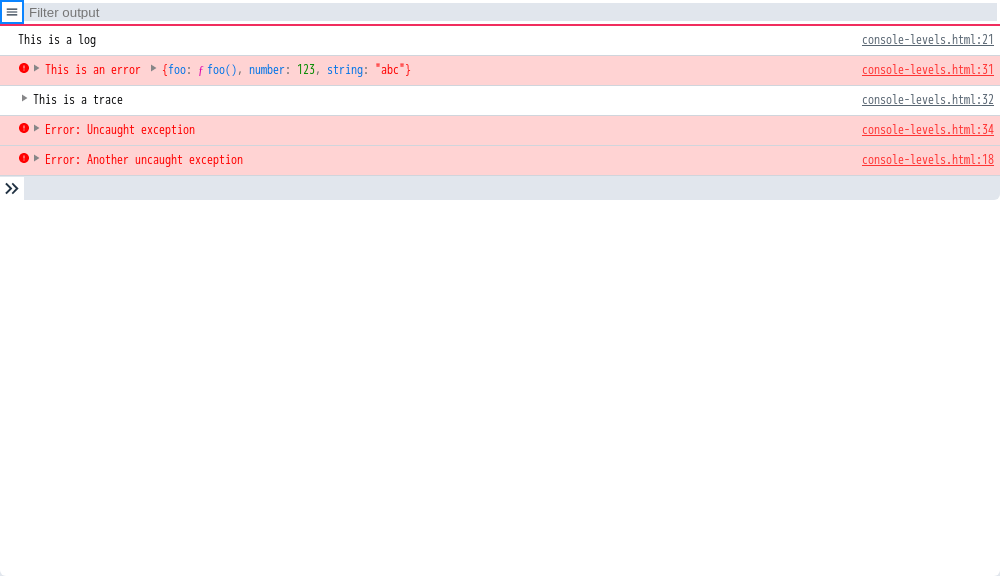 Filter output
This is a log console-levels.html:21
This is an error {foo: ƒ foo(), number: 123, string: "abc"} console-levels.html:31
This is a trace console-levels.html:32
Error: Uncaught exception console-levels.html:34
Error: Another uncaught exception console-levels.html:18